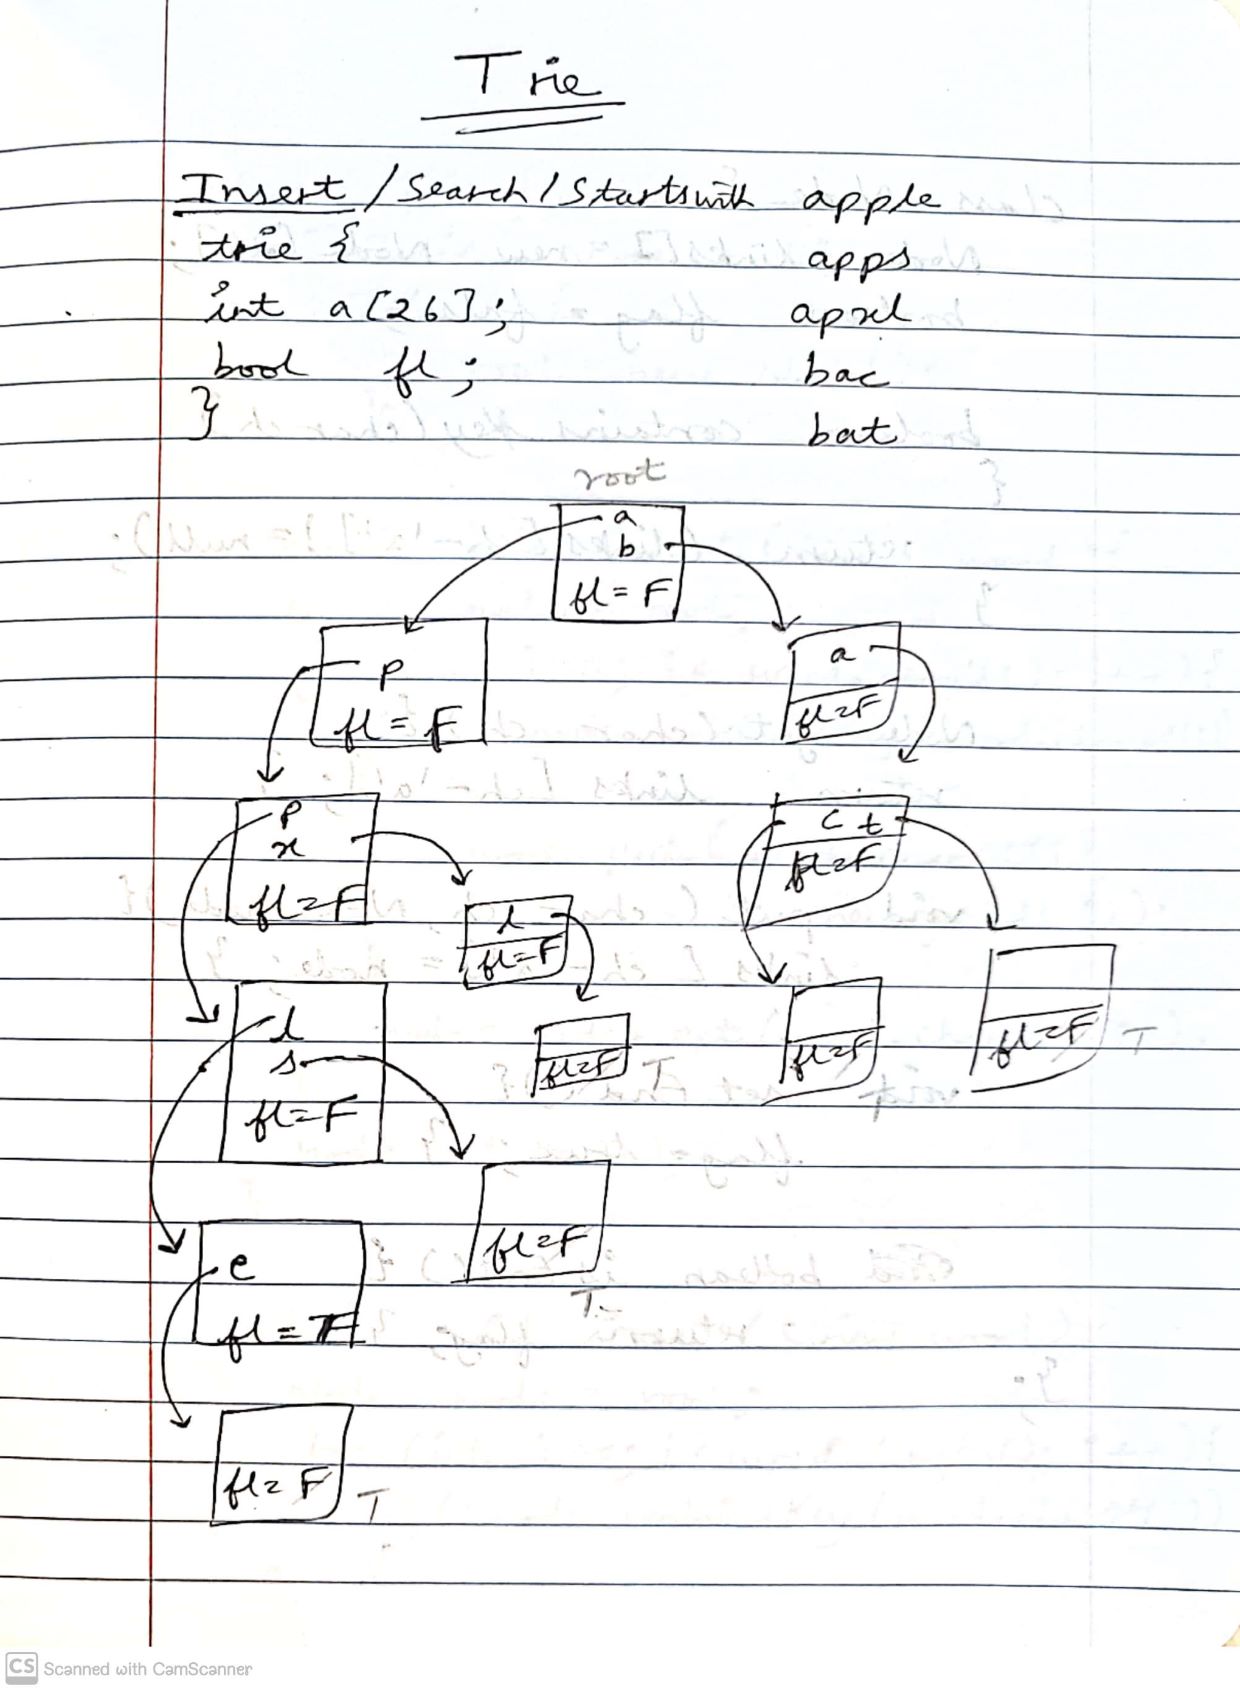 Trie
Insert / Search / Startswith apple
trie { apps
int a[26]; apxl
bool fl; bac
} bat
root
a
b
fl = F
p
fl = F
a
fl=F
p
x
fl=F
c t
fl=F
l
fl=F
l
s
fl=F
fl=F T
fl=F
fl=F T
e
fl = F
fl=F
T
fl= F T
CS Scanned with CamScanner